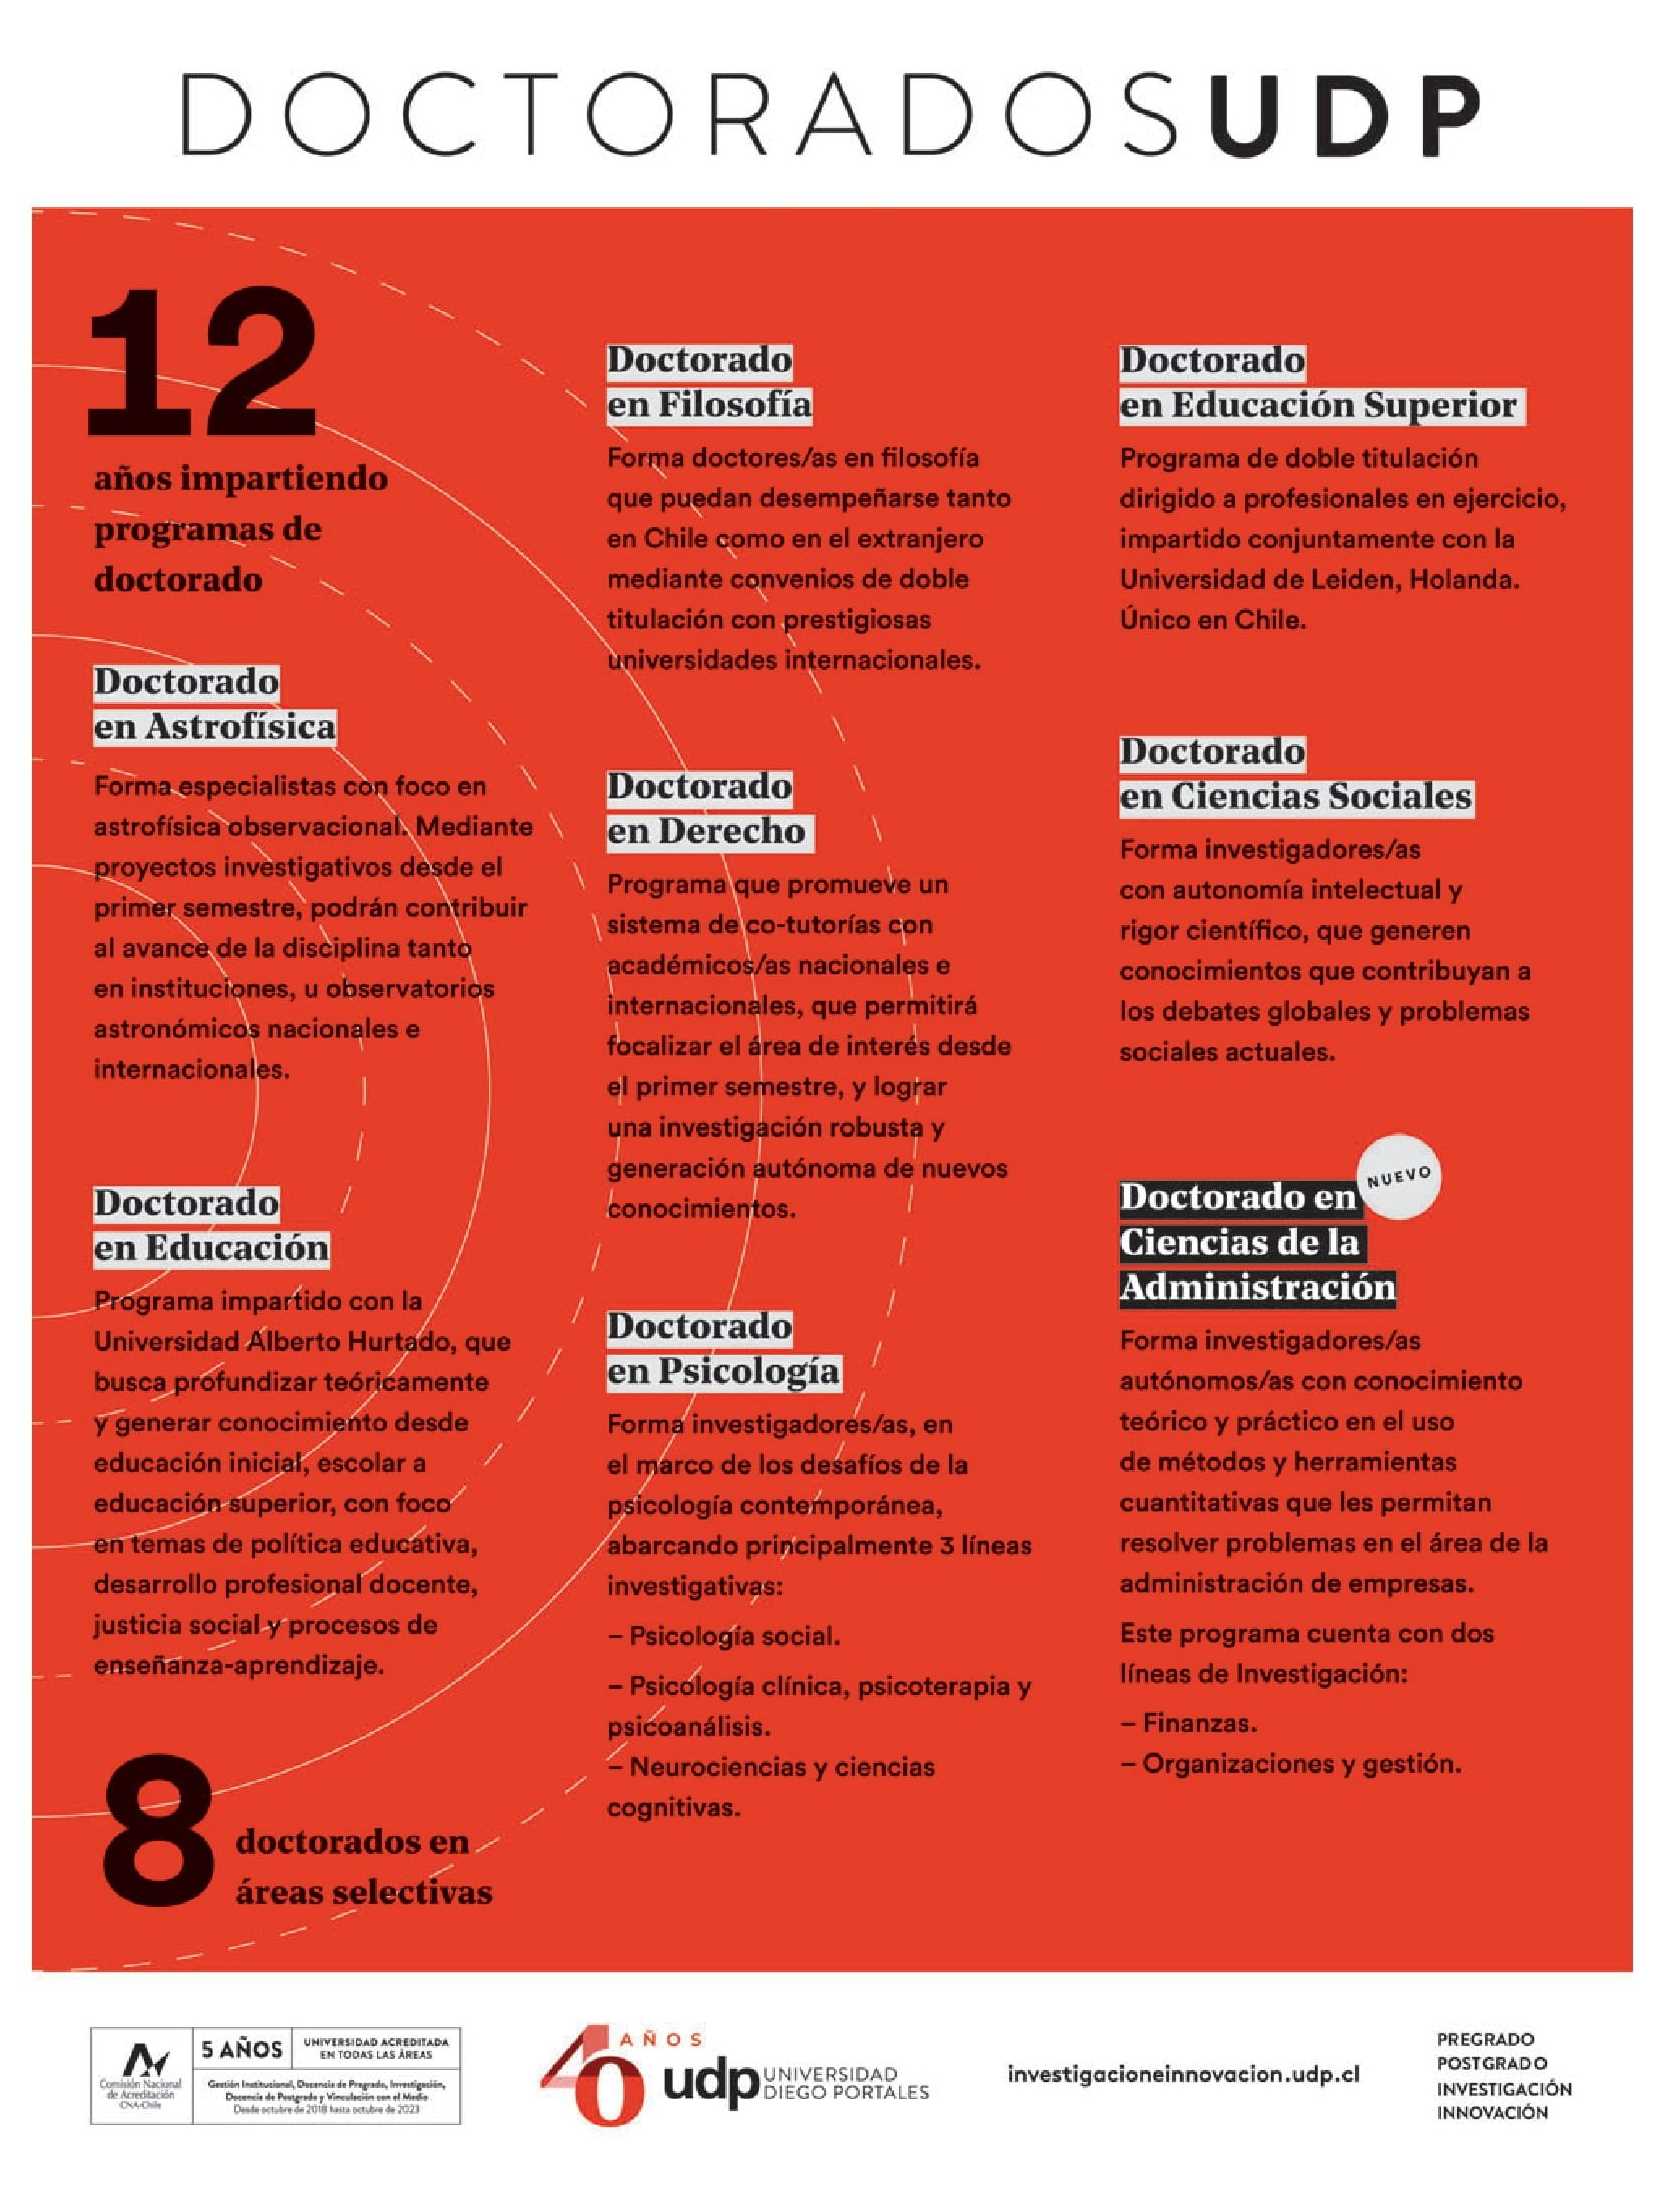 DOCTORADOSUDP
12
años impartiendo
programas de
doctorado
Doctorado
en Astrofísica
Forma especialistas con foco en
astrofísica observacional. Mediante
proyectos investigativos desde el
primer semestre, podrán contribuir
al avance de la disciplina tanto
en instituciones, u observatorios
astronómicos nacionales e
internacionales.
Doctorado
en Educación
Programa impartido con la
Universidad Alberto Hurtado, que
busca profundizar teóricamente
y generar conocimiento desde
educación inicial, escolar a
educación superior, con foco
en temas de política educativa,
desarrollo profesional docente,
justicia social y procesos de
enseñanza-aprendizaje.
8
doctorados en
áreas selectivas
Doctorado
en Filosofía
Forma doctores/as en filosofía
que puedan desempeñarse tanto
en Chile como en el extranjero
mediante convenios de doble
titulación con prestigiosas
universidades internacionales.
Doctorado
en Derecho
Programa que promueve un
sistema de co-tutorías con
académicos/as nacionales e
internacionales, que permitirá
focalizar el área de interés desde
el primer semestre, y lograr
una investigación robusta y
generación autónoma de nuevos
conocimientos.
Doctorado
en Psicología
Forma investigadores/as, en
el marco de los desafíos de la
psicología contemporánea,
abarcando principalmente 3 líneas
investigativas:
– Psicología social.
– Psicología clínica, psicoterapia y
psicoanálisis.
– Neurociencias y ciencias
cognitivas.
Doctorado
en Educación Superior
Programa de doble titulación
dirigido a profesionales en ejercicio,
impartido conjuntamente con la
Universidad de Leiden, Holanda.
Único en Chile.
Doctorado
en Ciencias Sociales
Forma investigadores/as
con autonomía intelectual y
rigor científico, que generen
conocimientos que contribuyan a
los debates globales y problemas
sociales actuales.
NUEVO
Doctorado en
Ciencias de la
Administración
Forma investigadores/as
autónomos/as con conocimiento
teórico y práctico en el uso
de métodos y herramientas
cuantitativas que les permitan
resolver problemas en el área de la
administración de empresas.
Este programa cuenta con dos
líneas de Investigación:
– Finanzas.
– Organizaciones y gestión.
Comisión Nacional
de Acreditación
CNA-Chile
5 AÑOS
UNIVERSIDAD ACREDITADA
EN TODAS LAS ÁREAS
Gestión Institucional, Docencia de Pregrado, Investigación,
Docencia de Postgrado y Vinculación con el Medio
Desde octubre de 2018 hasta octubre de 2023
40 AÑOS
udp UNIVERSIDAD
DIEGO PORTALES
investigacioneinnovacion.udp.cl
PREGRADO
POSTGRADO
INVESTIGACIÓN
INNOVACIÓN